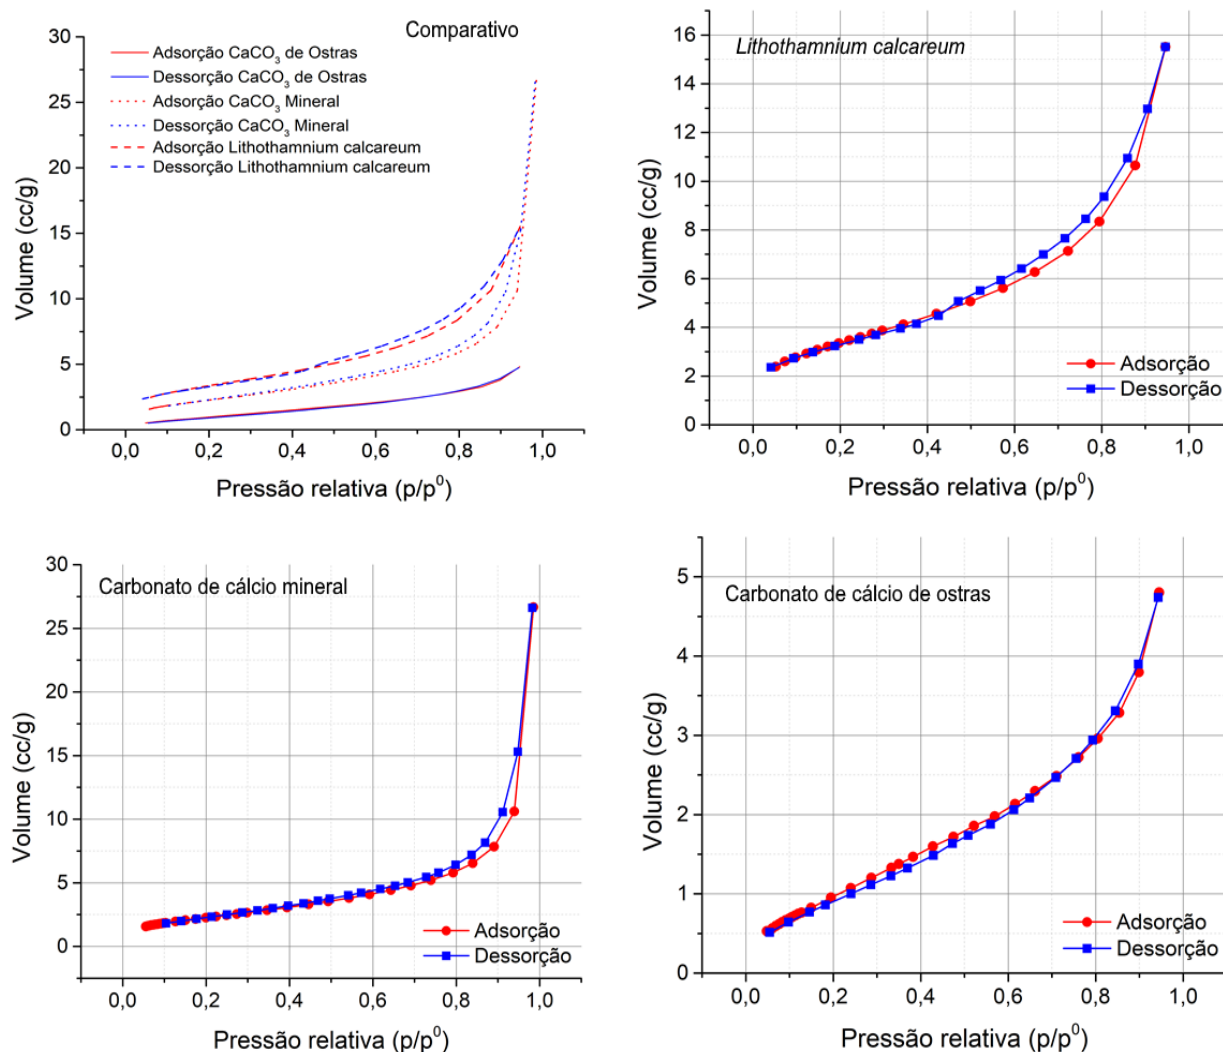 Comparativo
Adsorção CaCO3 de Ostras
Dessorção CaCO3 de Ostras
Adsorção CaCO3 Mineral
Dessorção CaCO3 Mineral
Adsorção Lithothamnium calcareum
Dessorção Lithothamnium calcareum
30
25
20
15
10
5
0
Volume (cc/g)
0,0 0,2 0,4 0,6 0,8 1,0
Pressão relativa (p/p0)
Lithothamnium calcareum
16
14
12
10
8
6
4
2
0
Volume (cc/g)
Adsorção
Dessorção
0,0 0,2 0,4 0,6 0,8 1,0
Pressão relativa (p/p0)
Carbonato de cálcio mineral
30
25
20
15
10
5
0
Volume (cc/g)
Adsorção
Dessorção
0,0 0,2 0,4 0,6 0,8 1,0
Pressão relativa (p/p0)
Carbonato de cálcio de ostras
5
4
3
2
1
0
Volume (cc/g)
Adsorção
Dessorção
0,0 0,2 0,4 0,6 0,8 1,0
Pressão relativa (p/p0)